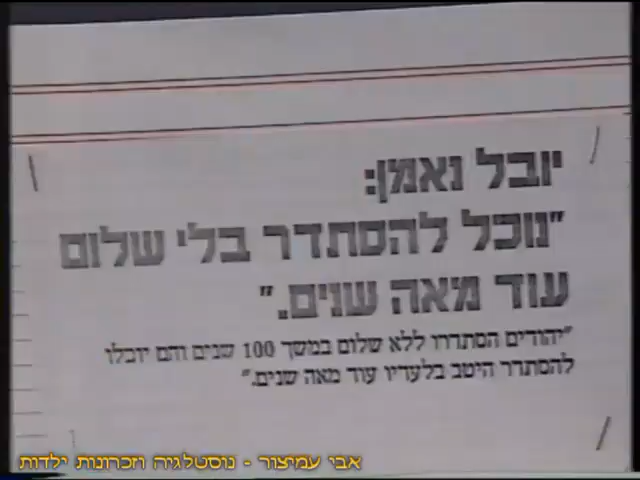 יובל נאמן:
"נוכל להסתדר בלי שלום
עוד מאה שנים."
"יהודים הסתדרו ללא שלום במשך 100 שנים והם יוכלו
להסתדר היטב בלעדיו עוד מאה שנים."
אבי עמיצור - נוסטלגיה וזכרונות ילדות